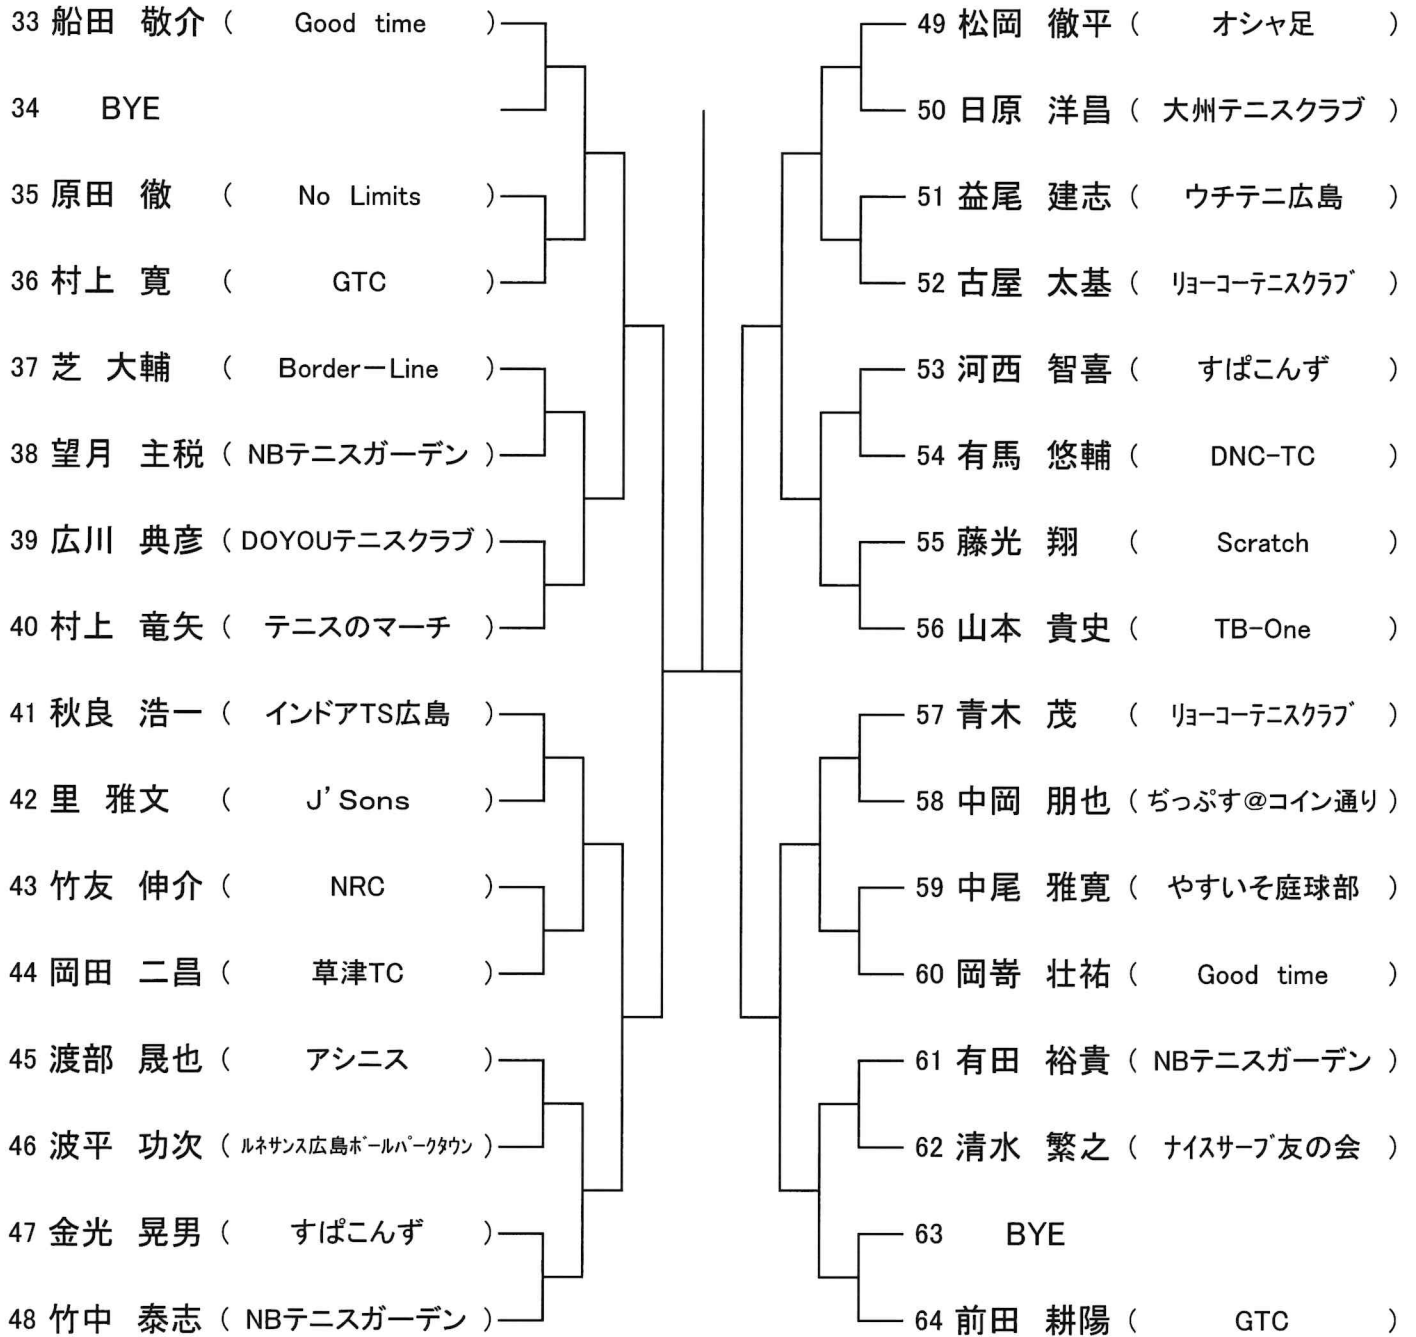 33 船田 敬介 ( Good time )
34 BYE
35 原田 徹 ( No Limits )
36 村上 寛 ( GTC )
37 芝 大輔 ( Border－Line )
38 望月 主税 ( NBテニスガーデン )
39 広川 典彦 ( DOYOUテニスクラブ )
40 村上 竜矢 ( テニスのマーチ )
41 秋良 浩一 ( インドアTS広島 )
42 里 雅文 ( J'Sons )
43 竹友 伸介 ( NRC )
44 岡田 二昌 ( 草津TC )
45 渡部 晟也 ( アシニス )
46 波平 功次 ( ﾙﾈｻﾝｽ広島ﾎﾞｰﾙﾊﾟｰｸﾀｳﾝ )
47 金光 晃男 ( すぱこんず )
48 竹中 泰志 ( NBテニスガーデン )
49 松岡 徹平 ( オシャ足 )
50 日原 洋昌 ( 大州テニスクラブ )
51 益尾 建志 ( ウチテニ広島 )
52 古屋 太基 ( ﾘｮｰｺｰﾃﾆｽｸﾗﾌﾞ )
53 河西 智喜 ( すぱこんず )
54 有馬 悠輔 ( DNC-TC )
55 藤光 翔 ( Scratch )
56 山本 貴史 ( TB-One )
57 青木 茂 ( ﾘｮｰｺｰﾃﾆｽｸﾗﾌﾞ )
58 中岡 朋也 ( ぢっぷす＠コイン通り )
59 中尾 雅寛 ( やすいそ庭球部 )
60 岡嵜 壮祐 ( Good time )
61 有田 裕貴 ( NBテニスガーデン )
62 清水 繁之 ( ﾅｲｽｻｰﾌﾞ友の会 )
63 BYE
64 前田 耕陽 ( GTC )